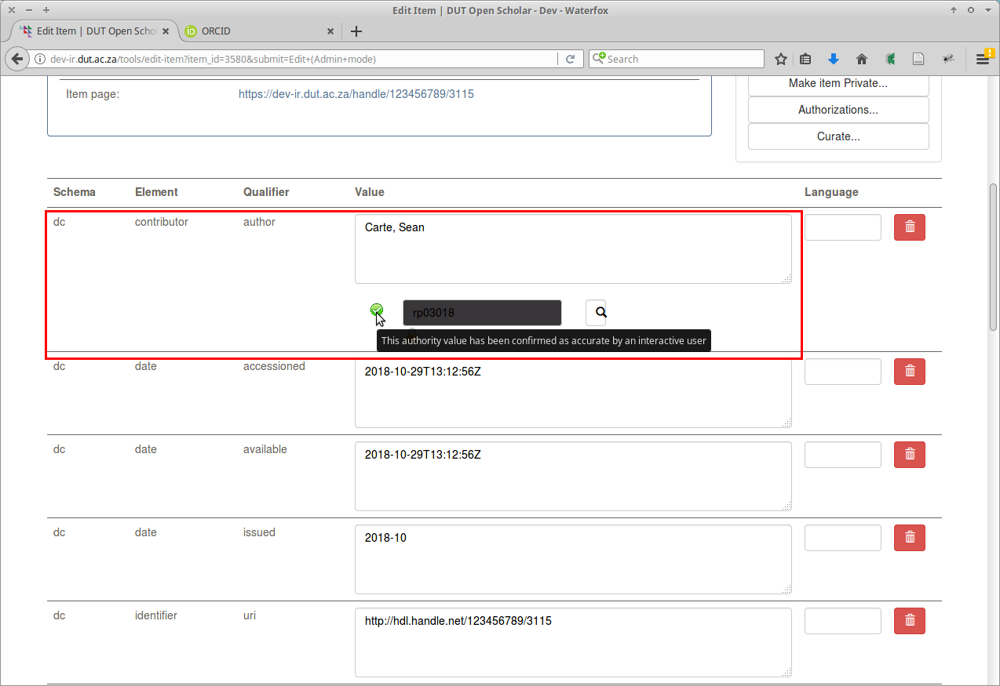 Edit Item | DUT Open Scholar - Dev - Waterfox
Edit Item | DUT Open Schol
ORCID
dev-ir.dut.ac.za/tools/edit-item?item_id=3580&submit=Edit+(Admin+mode)
Search
Make item Private...
Item page:
https://dev-ir.dut.ac.za/handle/123456789/3115
Authorizations...
Curate...
Schema Element Qualifier Value Language
dc contributor author Carte, Sean
rp03018
This authority value has been confirmed as accurate by an interactive user
dc date accessioned 2018-10-29T13:12:56Z
dc date available 2018-10-29T13:12:56Z
dc date issued 2018-10
dc identifier uri http://hdl.handle.net/123456789/3115